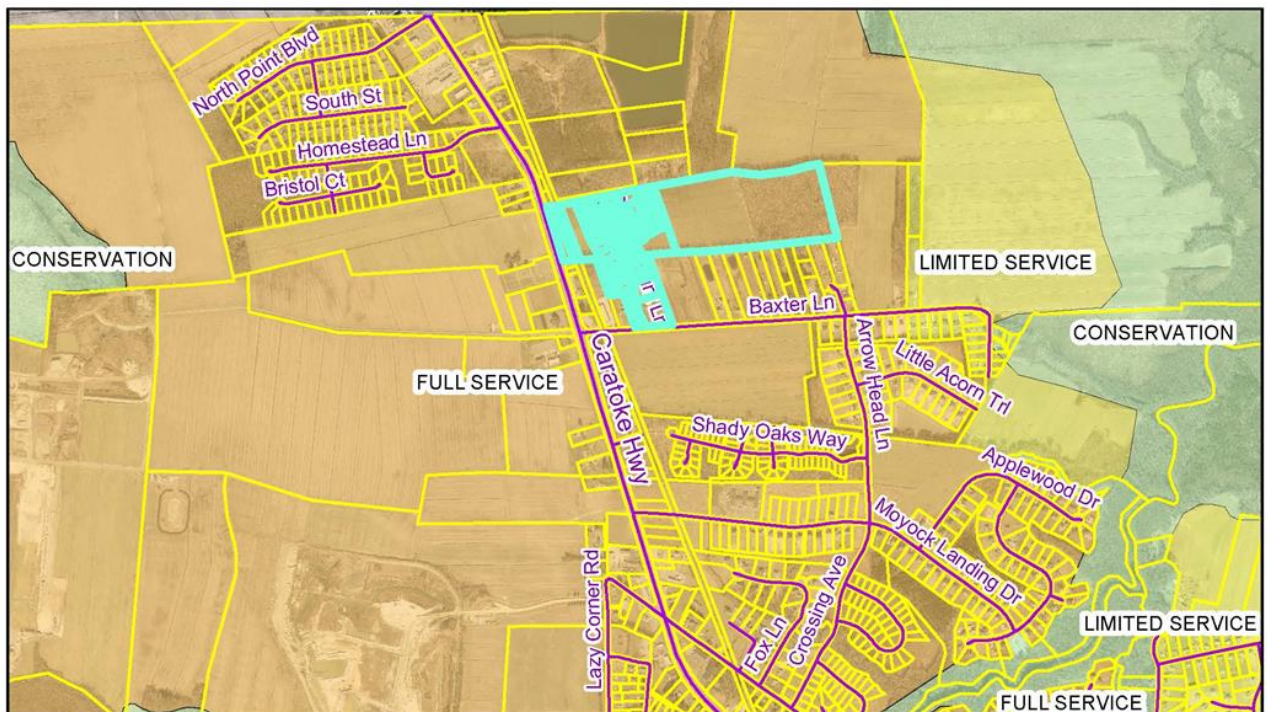 North Point Blvd
South St
Homestead Ln
Bristol Ct
CONSERVATION
LIMITED SERVICE
Baxter Ln
CONSERVATION
Caratoke Hwy
Arrow Head Ln
Little Acorn Trl
FULL SERVICE
Shady Oaks Way
Applewood Dr
Moyock Landing Dr
Lazy Corner Rd
Fox Ln
Crossing Ave
LIMITED SERVICE
FULL SERVICE